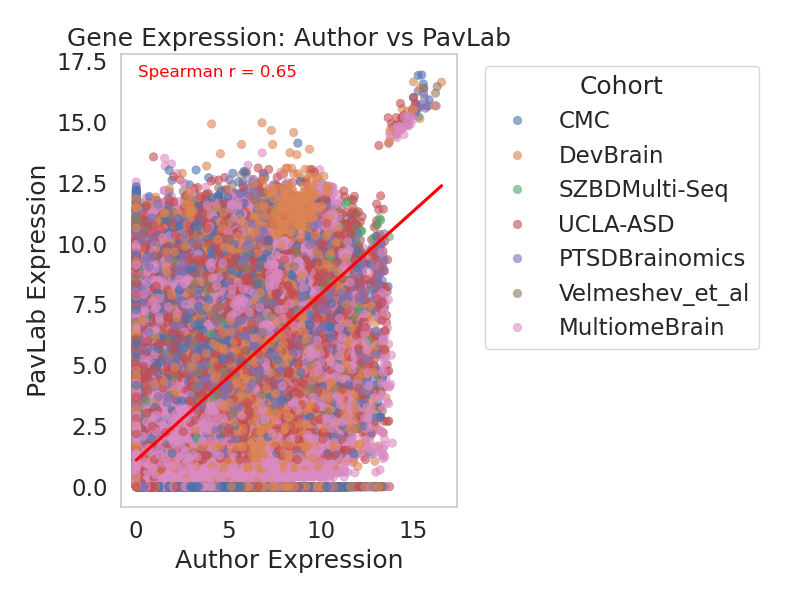 Gene Expression: Author vs PavLab
Spearman r = 0.65
17.5
15.0
12.5
10.0
7.5
5.0
2.5
0.0
PavLab Expression
0 5 10 15
Author Expression
Cohort
CMC
DevBrain
SZBDMulti-Seq
UCLA-ASD
PTSDBrainomics
Velmeshev_et_al
MultiomeBrain